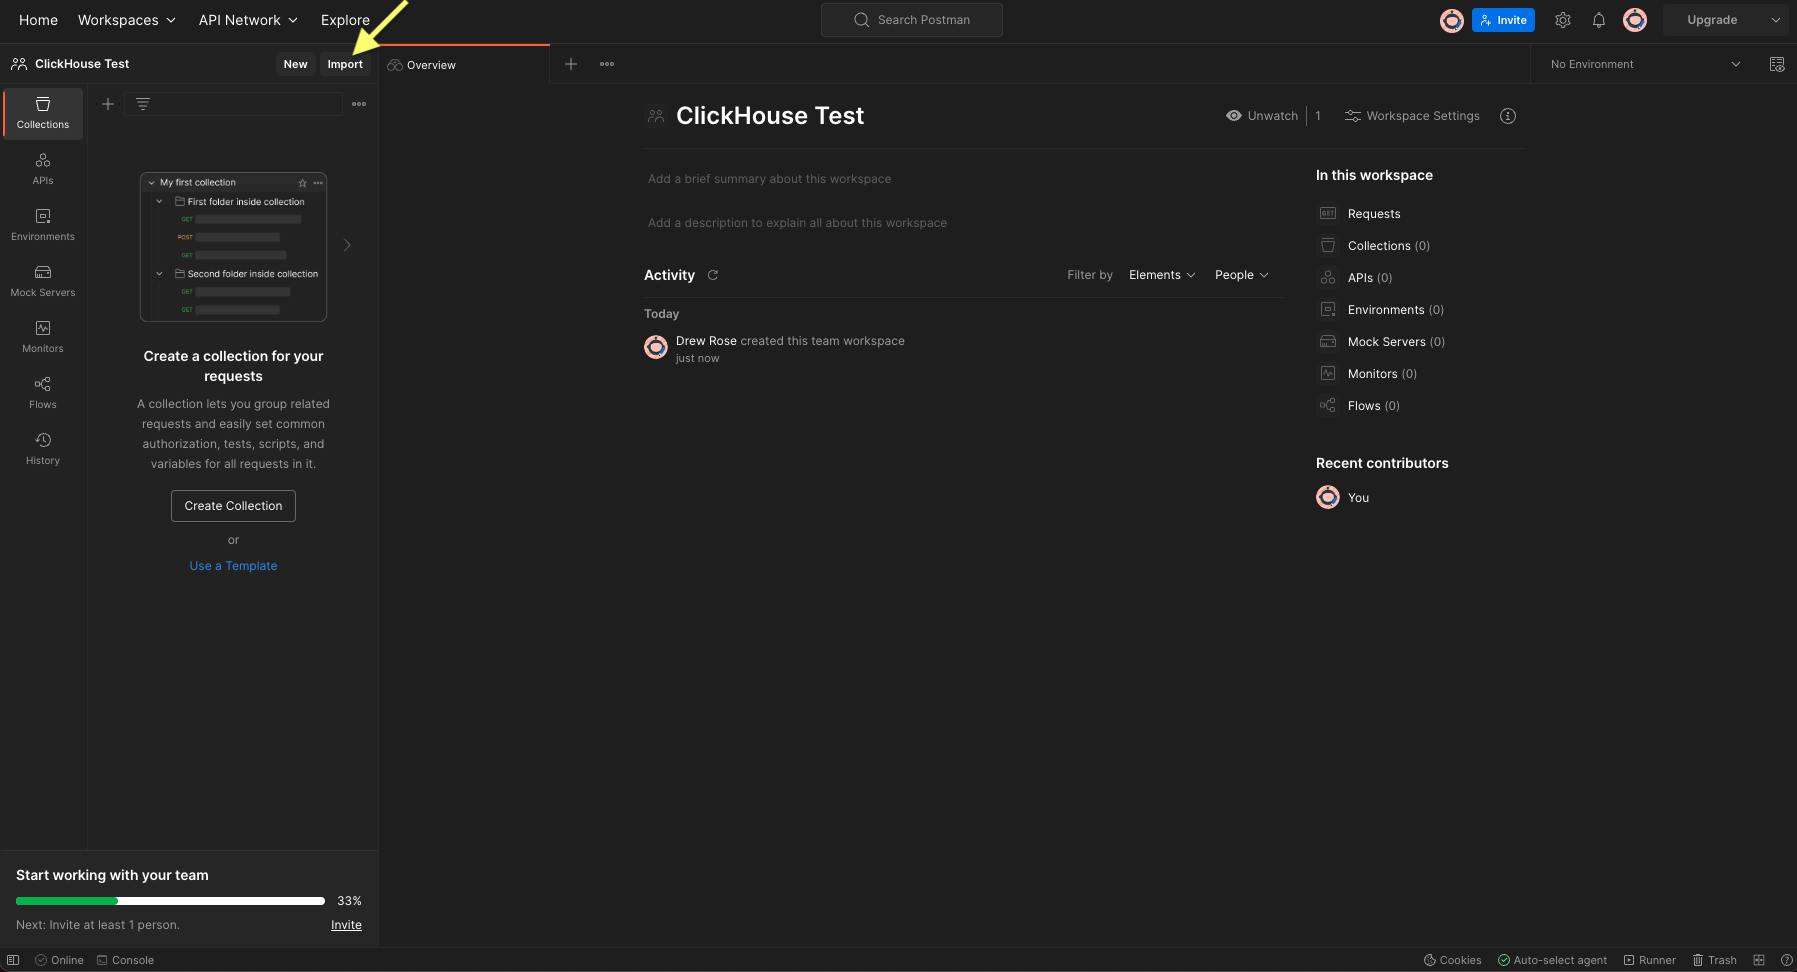 Home Workspaces API Network Explore Search Postman Invite Upgrade
ClickHouse Test New Import Overview No Environment
Collections
APIs
Environments
Mock Servers
Monitors
Flows
History
My first collection
First folder inside collection
GET
POST
GET
Second folder inside collection
GET
GET
Create a collection for your
requests
A collection lets you group related
requests and easily set common
authorization, tests, scripts, and
variables for all requests in it.
Create Collection
or
Use a Template
Start working with your team
33%
Next: Invite at least 1 person. Invite
ClickHouse Test Unwatch 1 Workspace Settings
Add a brief summary about this workspace
Add a description to explain all about this workspace
Activity Filter by Elements People
Today
Drew Rose created this team workspace
just now
In this workspace
GET Requests
Collections (0)
APIs (0)
Environments (0)
Mock Servers (0)
Monitors (0)
Flows (0)
Recent contributors
You
Online Console Cookies Auto-select agent Runner Trash